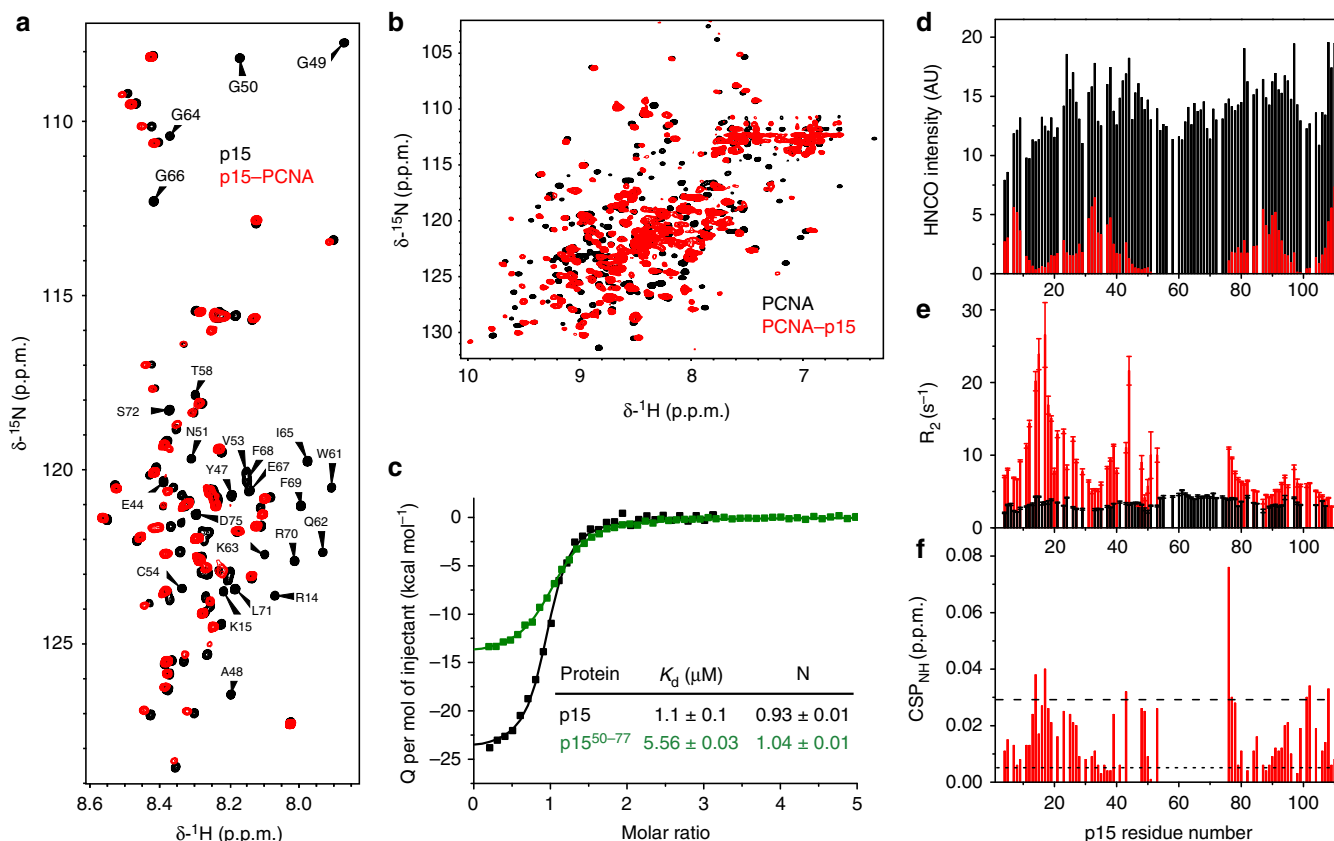 a
G49
G50
G64
p15
p15–PCNA
G66
T58
S72
N51
V53
F68
I65
E67
W61
Y47
F69
E44
D75
Q62
K63
R70
C54
L71
R14
K15
A48
110
115
120
125
8.6 8.4 8.2 8.0
δ-¹H (p.p.m.)
δ-¹⁵N (p.p.m.)
b
105
110
115
120
125
130
δ-¹⁵N (p.p.m.)
PCNA
PCNA–p15
10 9 8 7
δ-¹H (p.p.m.)
c
0
–5
–10
–15
–20
–25
Q per mol of injectant (kcal mol⁻¹)
Protein K_d (μM) N
p15 1.1 ± 0.1 0.93 ± 0.01
p15⁵⁰⁻⁷⁷ 5.56 ± 0.03 1.04 ± 0.01
0 1 2 3 4 5
Molar ratio
d
20
15
10
5
0
HNCO intensity (AU)
20 40 60 80 100
e
30
20
10
0
R₂ (s⁻¹)
20 40 60 80 100
f
0.08
0.06
0.04
0.02
0.00
CSP_NH (p.p.m.)
20 40 60 80 100
p15 residue number